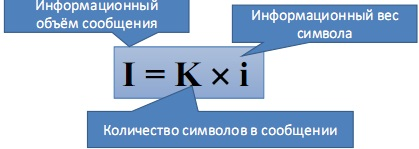 Информационный
объём сообщения
Информационный вес
символа
I = K × i
Количество символов в сообщении